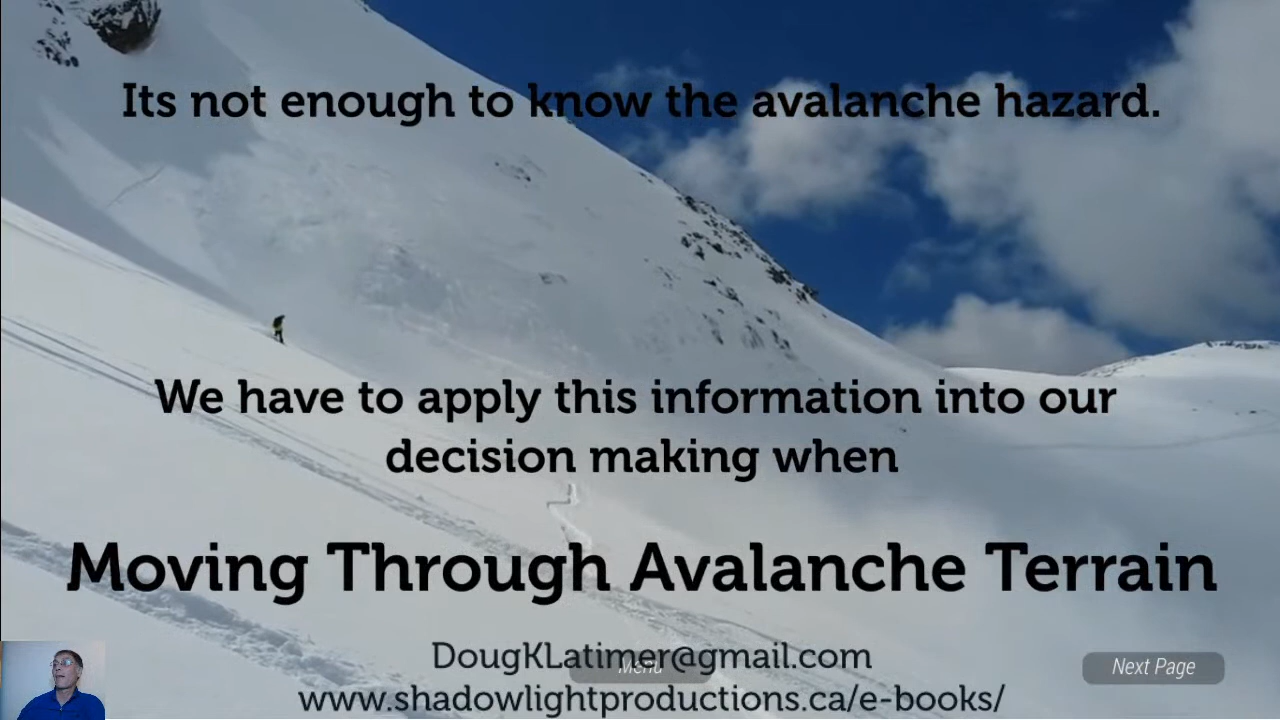 Its not enough to know the avalanche hazard.
We have to apply this information into our
decision making when
Moving Through Avalanche Terrain
DougKLatimer@gmail.com
Menu
Next Page
www.shadowlightproductions.ca/e-books/